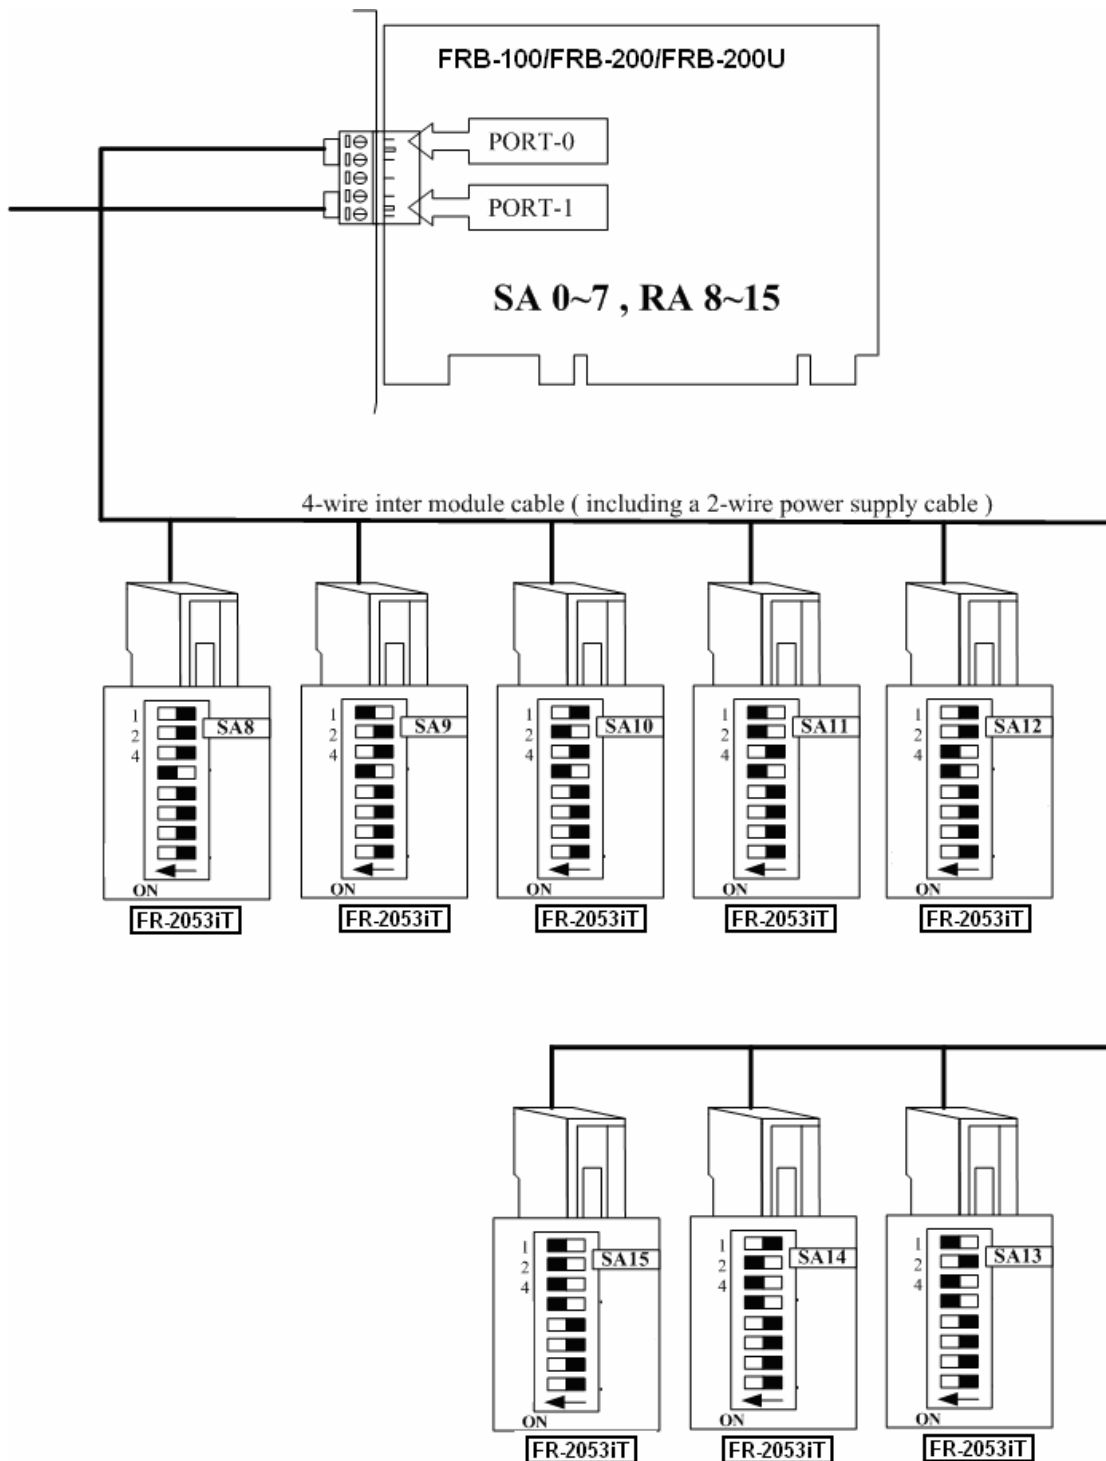 FRB-100/FRB-200/FRB-200U
PORT-0
PORT-1
SA 0~7 , RA 8~15
4-wire inter module cable ( including a 2-wire power supply cable )
1
2
4
SA8
ON
FR-2053iT
1
2
4
SA9
ON
FR-2053iT
1
2
4
SA10
ON
FR-2053iT
1
2
4
SA11
ON
FR-2053iT
1
2
4
SA12
ON
FR-2053iT
1
2
4
SA15
ON
FR-2053iT
1
2
4
SA14
ON
FR-2053iT
1
2
4
SA13
ON
FR-2053iT